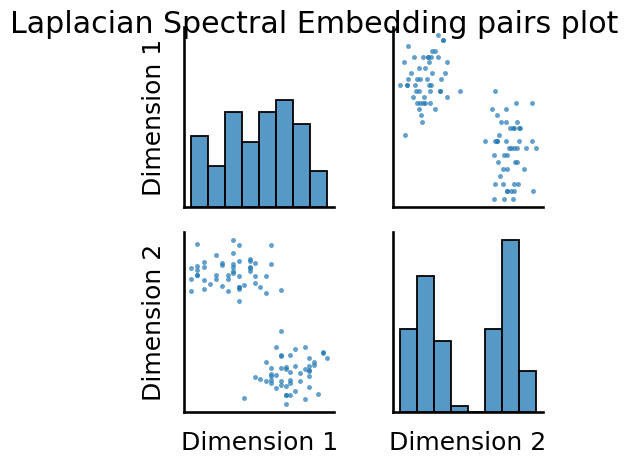 Laplacian Spectral Embedding pairs plot
Dimension 1
Dimension 2
Dimension 1
Dimension 2